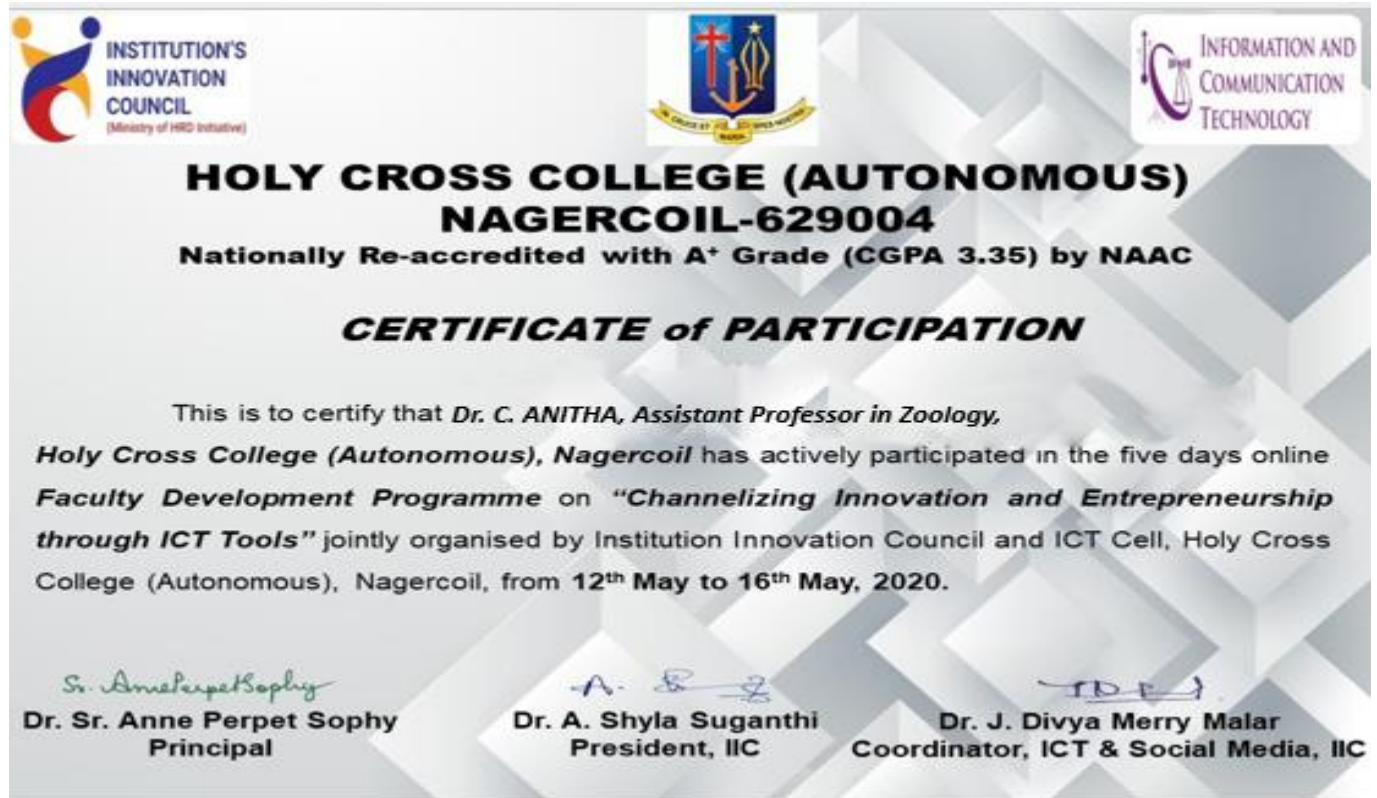 INSTITUTION'S
INNOVATION
COUNCIL
(Ministry of HRD Initiative)
INFORMATION AND
COMMUNICATION
TECHNOLOGY
HOLY CROSS COLLEGE (AUTONOMOUS)
NAGERCOIL-629004
Nationally Re-accredited with A⁺ Grade (CGPA 3.35) by NAAC
CERTIFICATE of PARTICIPATION
This is to certify that Dr. C. ANITHA, Assistant Professor in Zoology,
Holy Cross College (Autonomous), Nagercoil has actively participated in the five days online
Faculty Development Programme on “Channelizing Innovation and Entrepreneurship
through ICT Tools” jointly organised by Institution Innovation Council and ICT Cell, Holy Cross
College (Autonomous), Nagercoil, from 12ᵗʰ May to 16ᵗʰ May, 2020.
Sr. Anne Perpet Sophy
Dr. Sr. Anne Perpet Sophy
Principal
Dr. A. Shyla Suganthi
President, IIC
Dr. J. Divya Merry Malar
Coordinator, ICT & Social Media, IIC